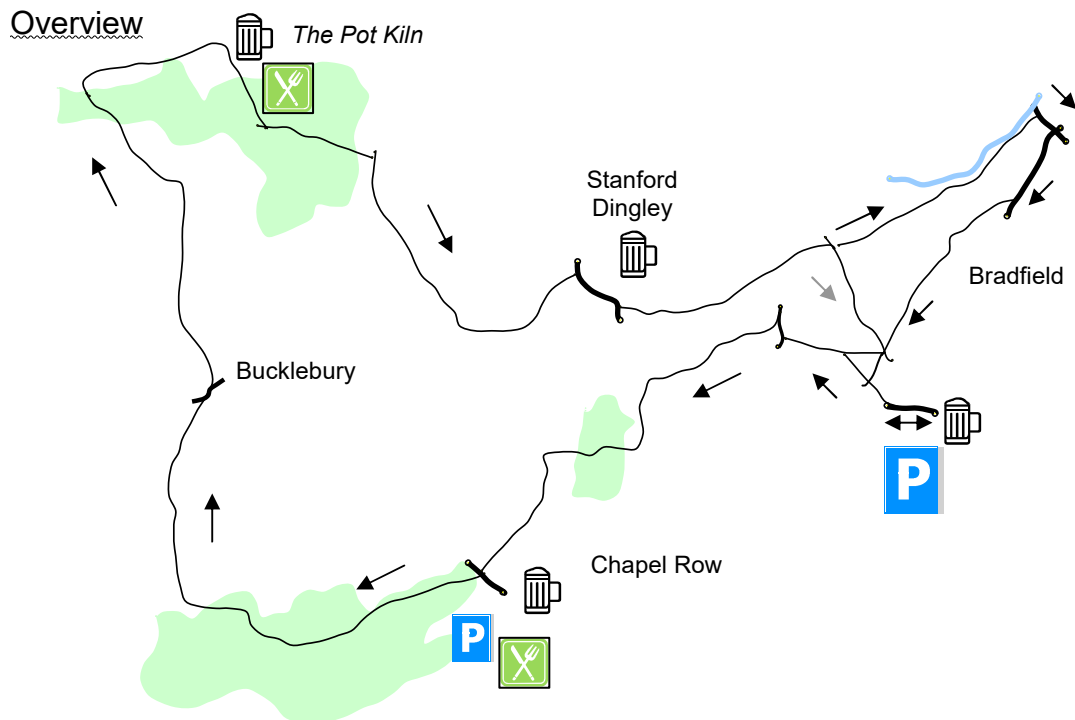 Overview
The Pot Kiln
Stanford
Dingley
Bradfield
Bucklebury
P
Chapel Row
P